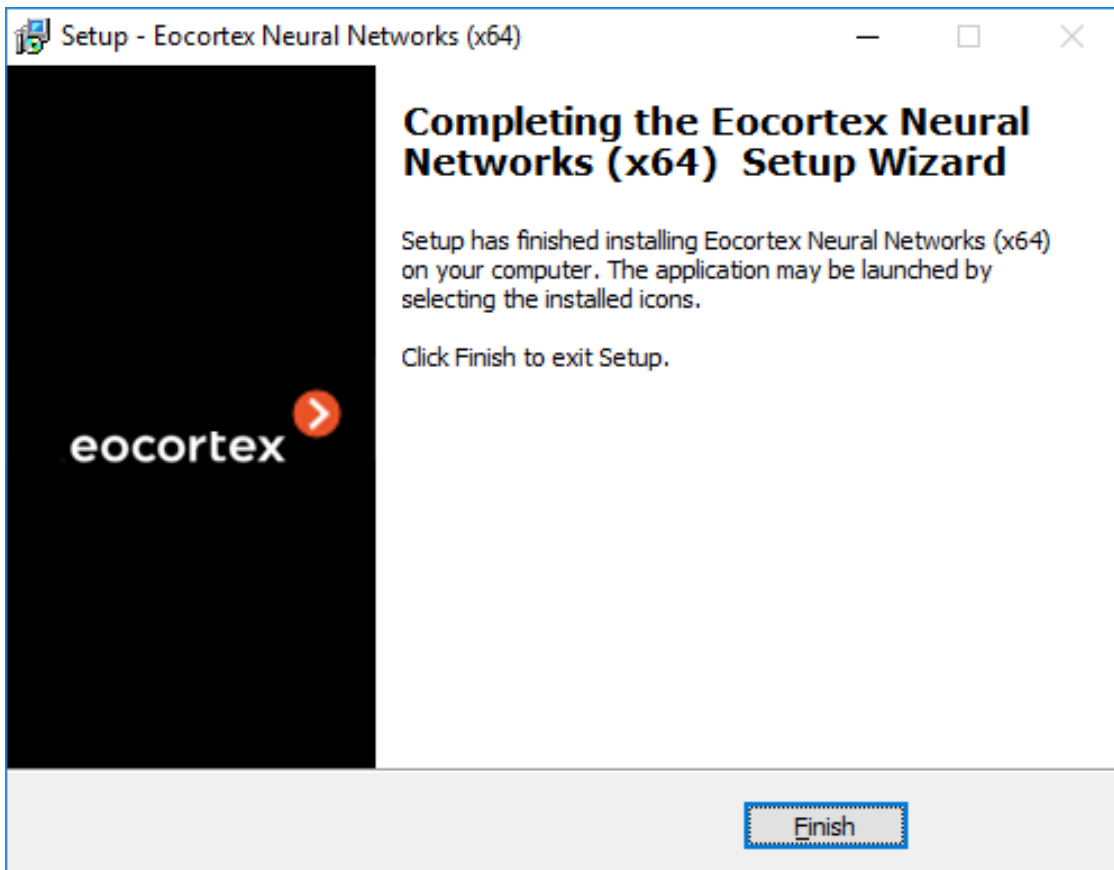 Setup - Eocortex Neural Networks (x64)
Completing the Eocortex Neural
Networks (x64)  Setup Wizard
Setup has finished installing Eocortex Neural Networks (x64)
on your computer. The application may be launched by
selecting the installed icons.
Click Finish to exit Setup.
eocortex
Finish